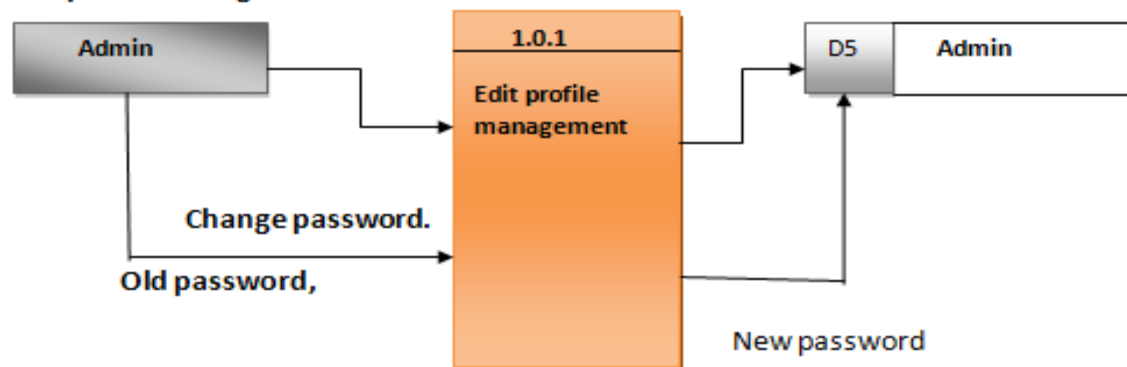 Admin
1.0.1
D5
Admin
Edit profile
management
Change password.
Old password,
New password